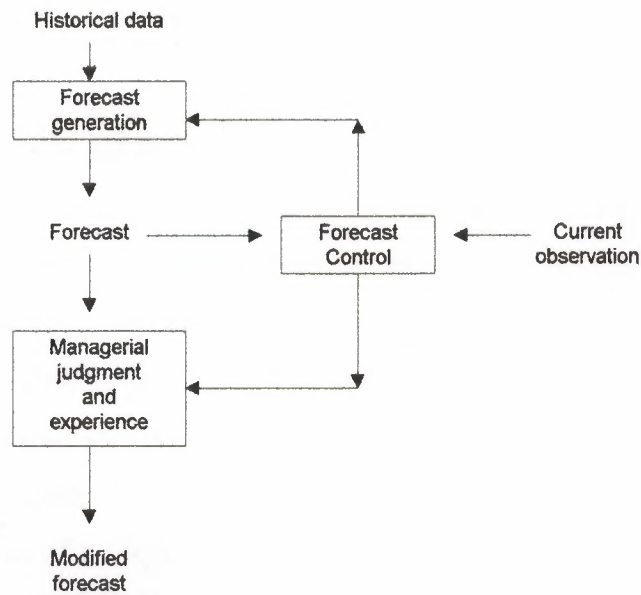 Historical data
Forecast
generation
Forecast
Forecast
Control
Current
observation
Managerial
judgment
and
experience
Modified
forecast